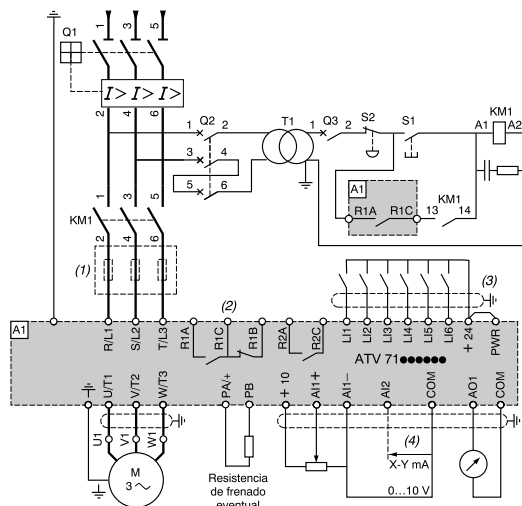 1 3 5
Q1
I> I> I>
2 4 6
1 Q2 2
3 4
5 6
T1
1 Q3 2
S2
S1
KM1
A1 A2
A1
R1A R1C
KM1
13 14
1 3 5
KM1
2 4 6
(1)
(2)
(3)
A1
R/L1
S/L2
T/L3
R1A
R1C
R1B
R2A
R2C
LI1
LI2
LI3
LI4
LI5
LI6
+ 24
PWR
ATV 71●●●●●●
U/T1
V/T2
W/T3
PA/+
PB
+ 10
AI1+
AI1−
AI2
COM
AO1
COM
U1
V1
W1
M
3 ∼
Resistencia
de frenado
eventual
(4)
X-Y mA
0…10 V